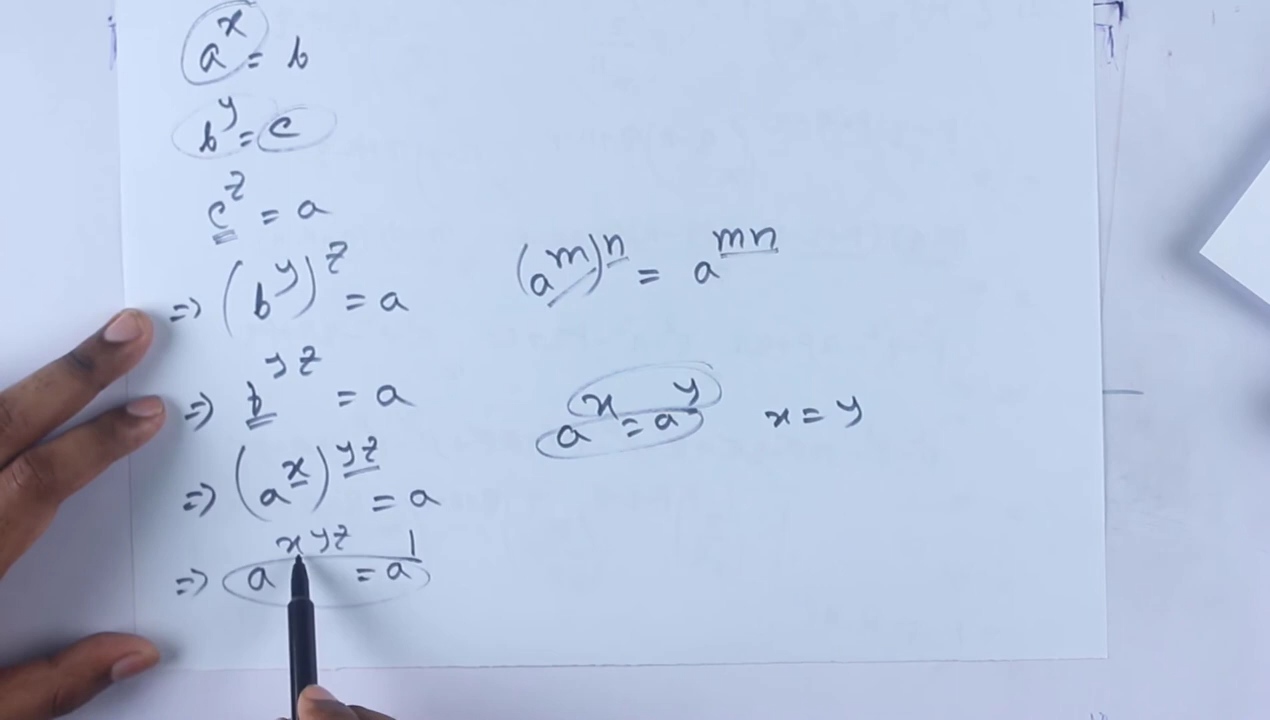 a^x = b
b^y = c
c^z = a
=> (b^y)^z = a
=> b^yz = a
=> (a^x)^yz = a
=> a^xyz = a^1
(a^m)^n = a^mn
a^x = a^y x = y